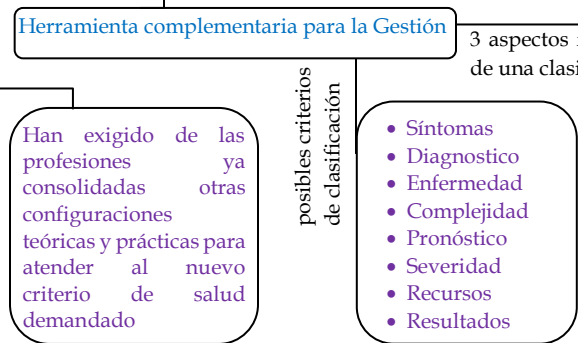 Herramienta complementaria para la Gestión
3 aspectos
de una
posibles criterios
de clasificación
Han exigido de las
profesiones ya
consolidadas otras
configuraciones
teóricas y prácticas para
atender al nuevo
criterio de salud
demandado
• Síntomas
• Diagnostico
• Enfermedad
• Complejidad
• Pronóstico
• Severidad
• Recursos
• Resultados